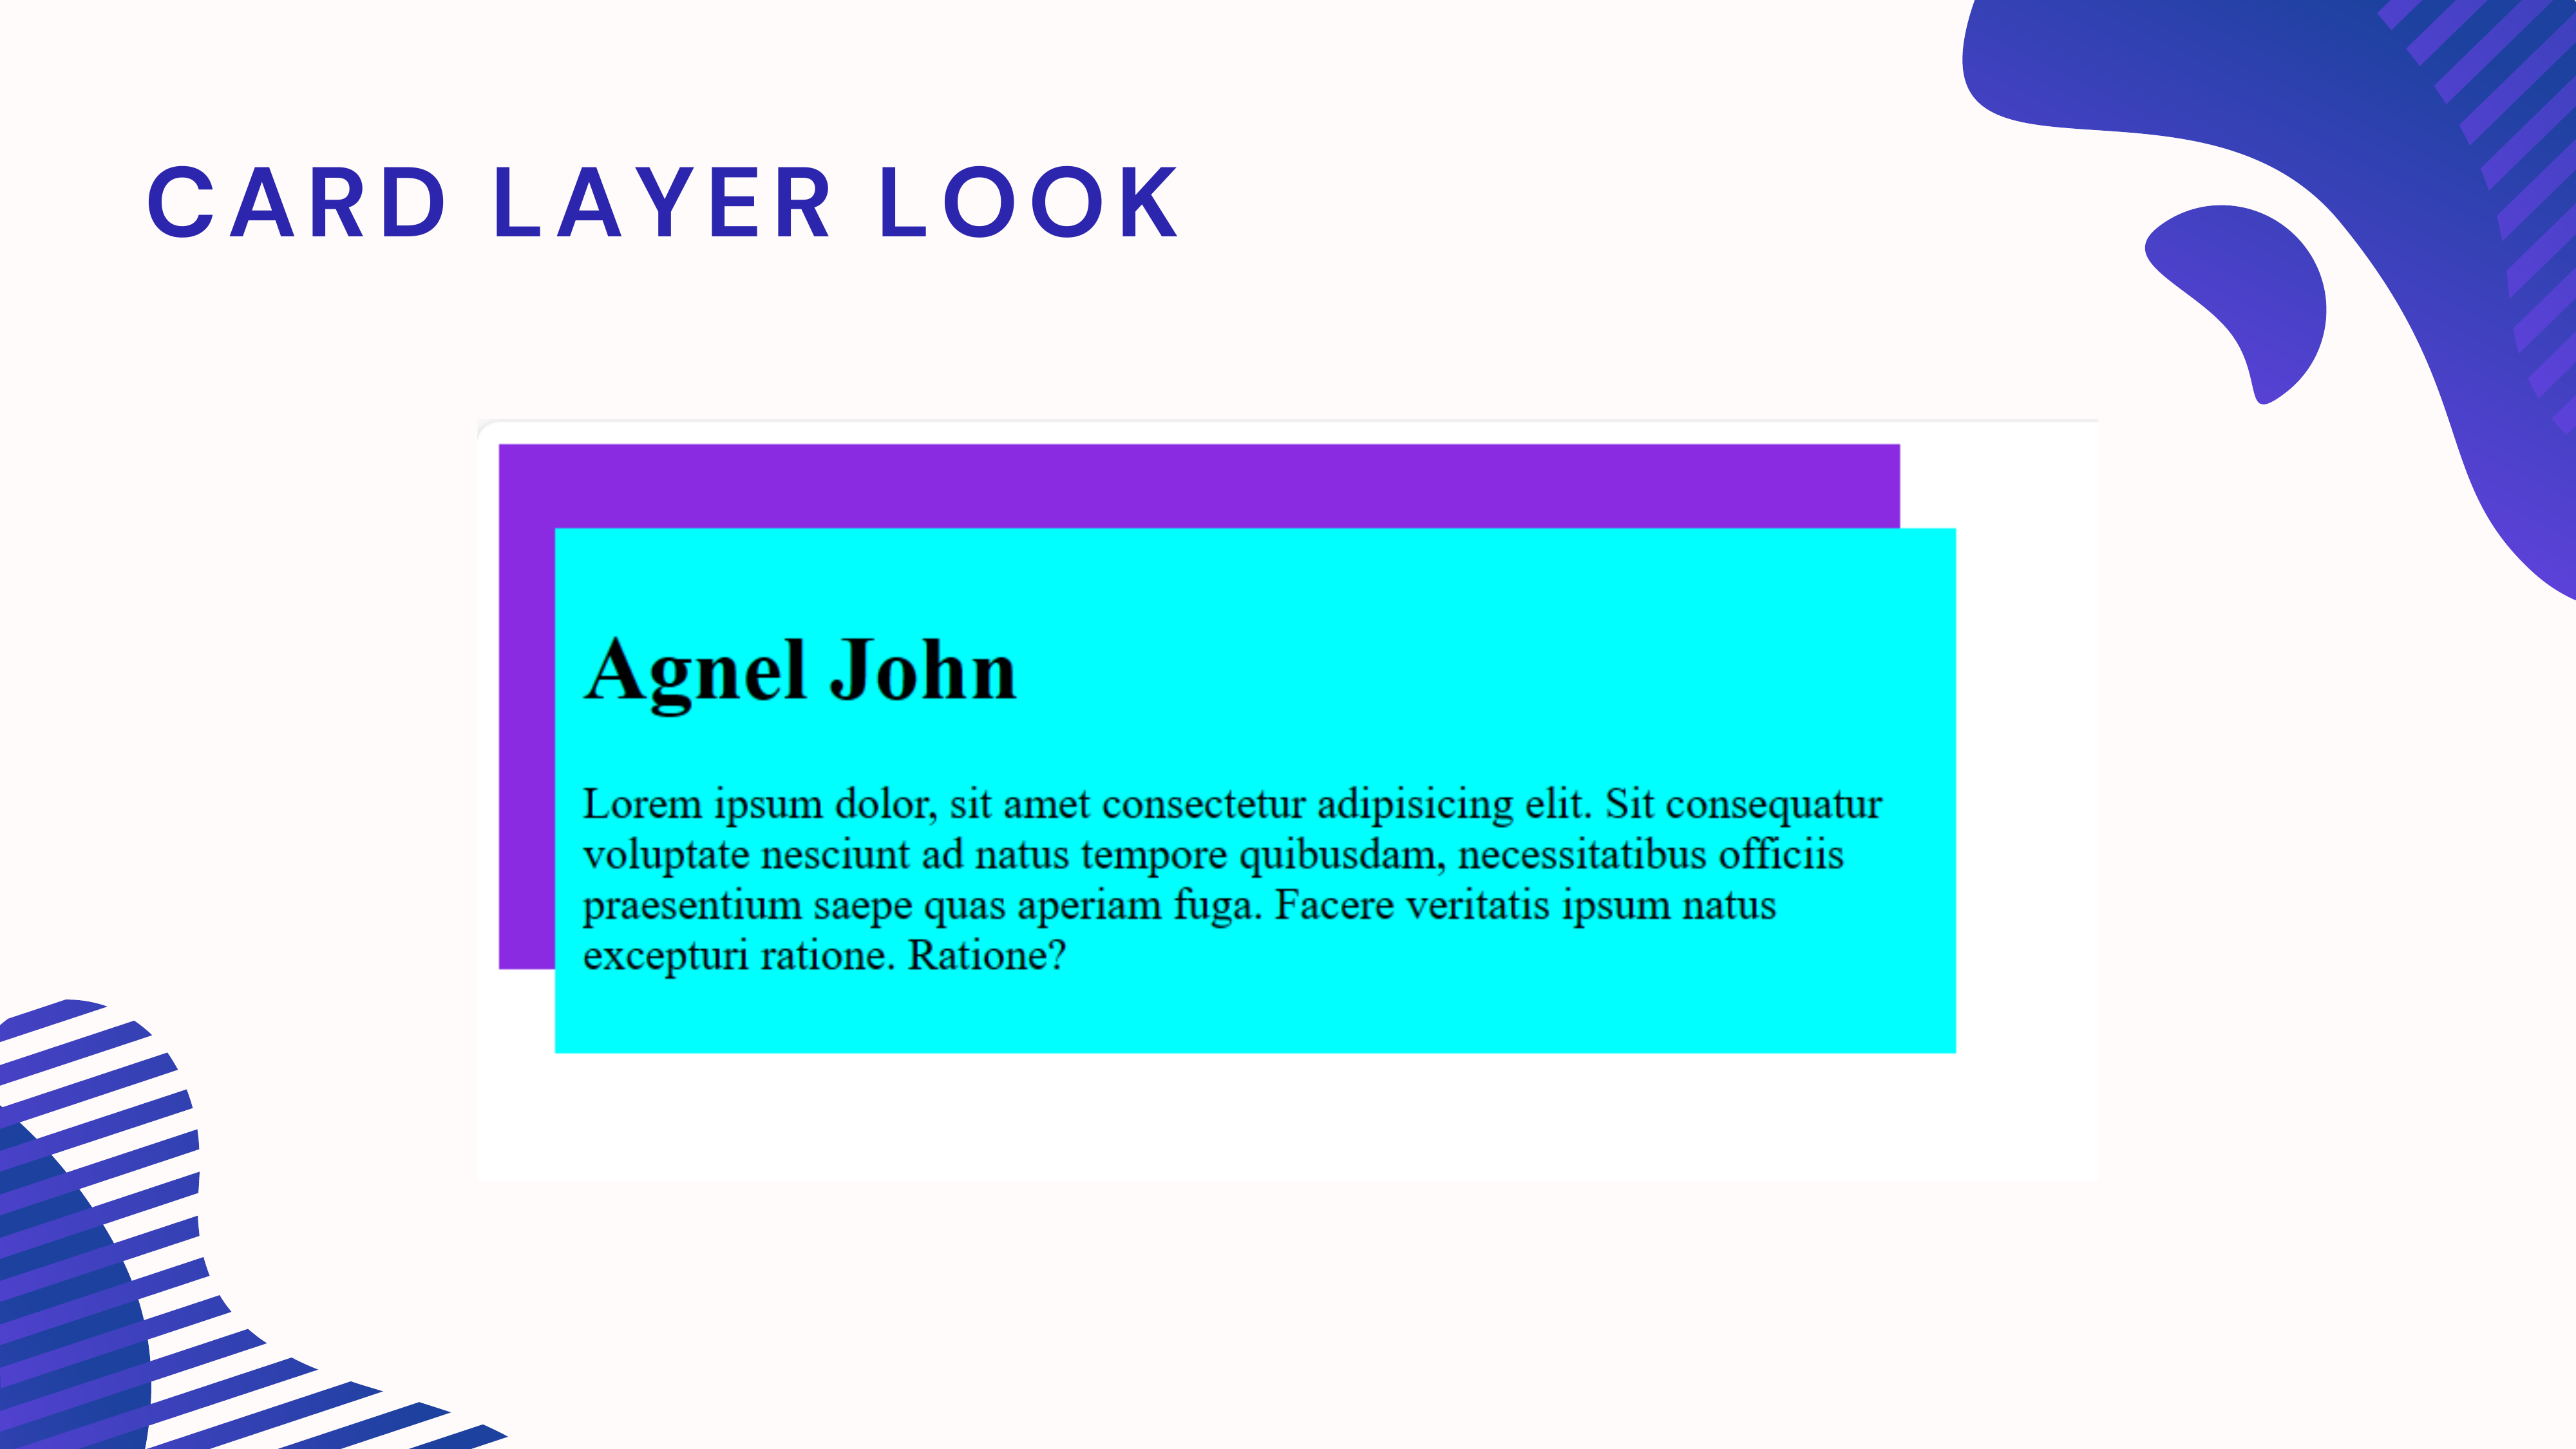 CARD LAYER LOOK
Agnel John
Lorem ipsum dolor, sit amet consectetur adipisicing elit. Sit consequatur
voluptate nesciunt ad natus tempore quibusdam, necessitatibus officiis
praesentium saepe quas aperiam fuga. Facere veritatis ipsum natus
excepturi ratione. Ratione?